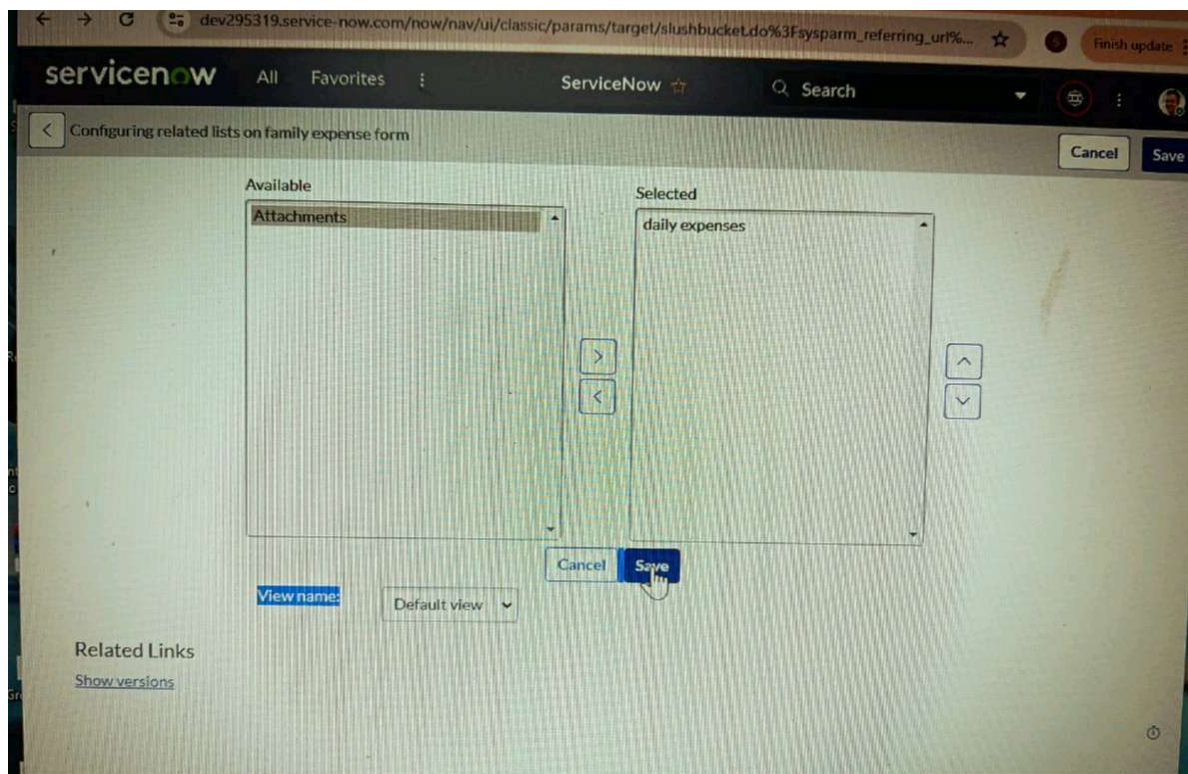 dev295319.service-now.com/now/nav/ui/classic/params/target/slushbucket.do%3Fsysparm_referring_url%...
Finish update
servicenow All Favorites ServiceNow Search
Configuring related lists on family expense form
Cancel Save
Available Selected
Attachments daily expenses
Cancel Save
View name: Default view
Related Links
Show versions